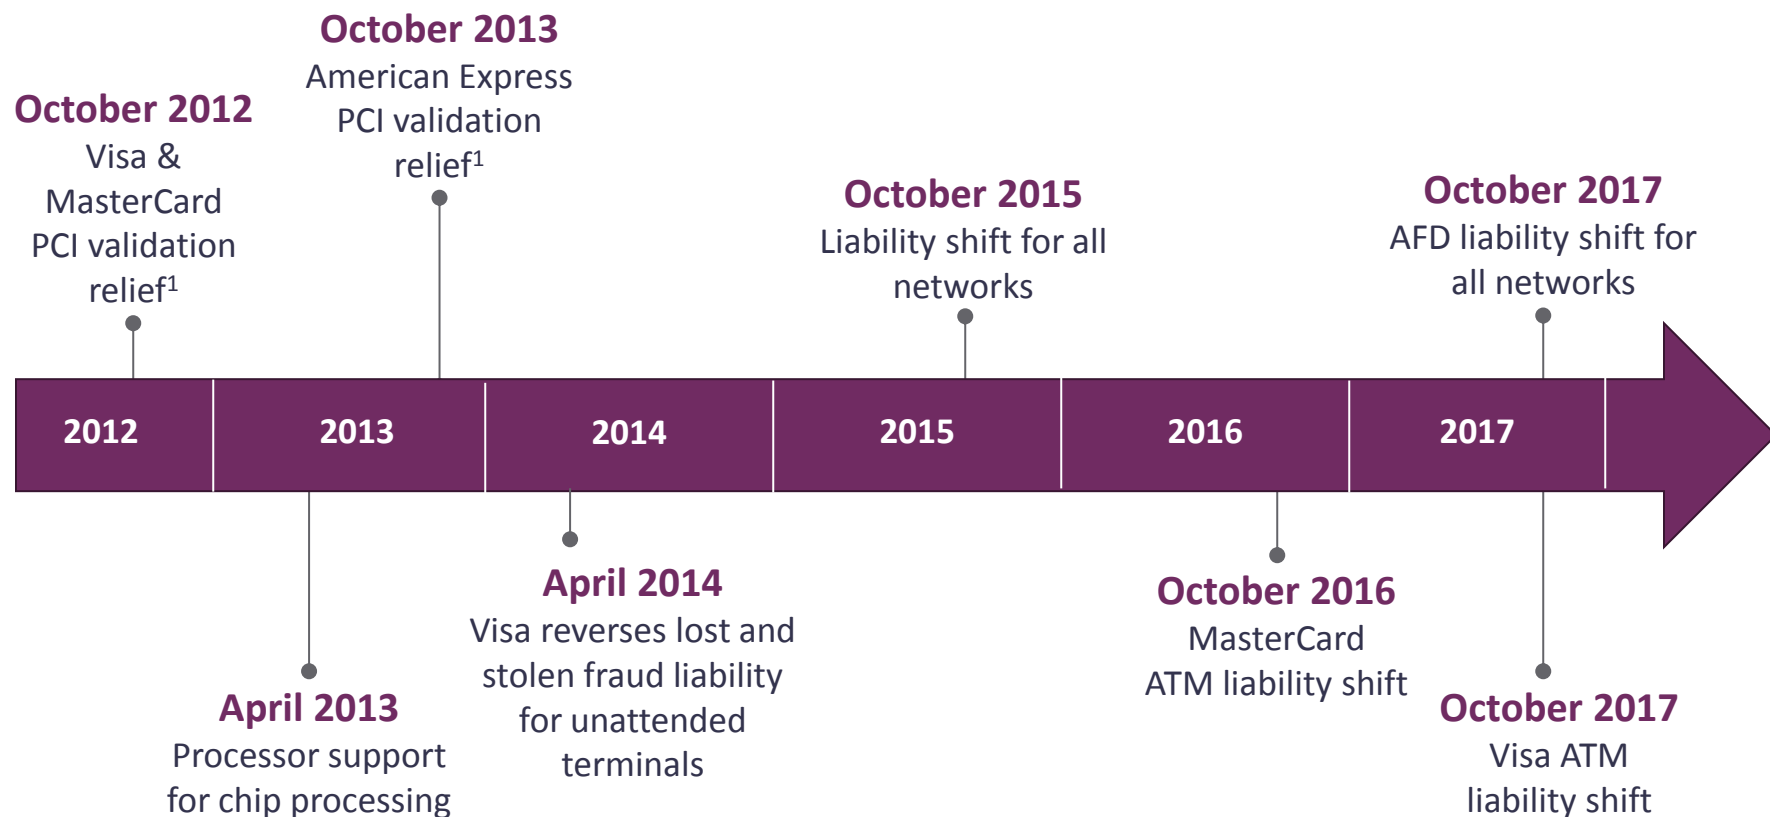 October 2012
Visa &
MasterCard
PCI validation
relief¹
October 2013
American Express
PCI validation
relief¹
October 2015
Liability shift for all
networks
October 2017
AFD liability shift for
all networks
2012
2013
2014
2015
2016
2017
April 2013
Processor support
for chip processing
April 2014
Visa reverses lost and
stolen fraud liability
for unattended
terminals
October 2016
MasterCard
ATM liability shift
October 2017
Visa ATM
liability shift